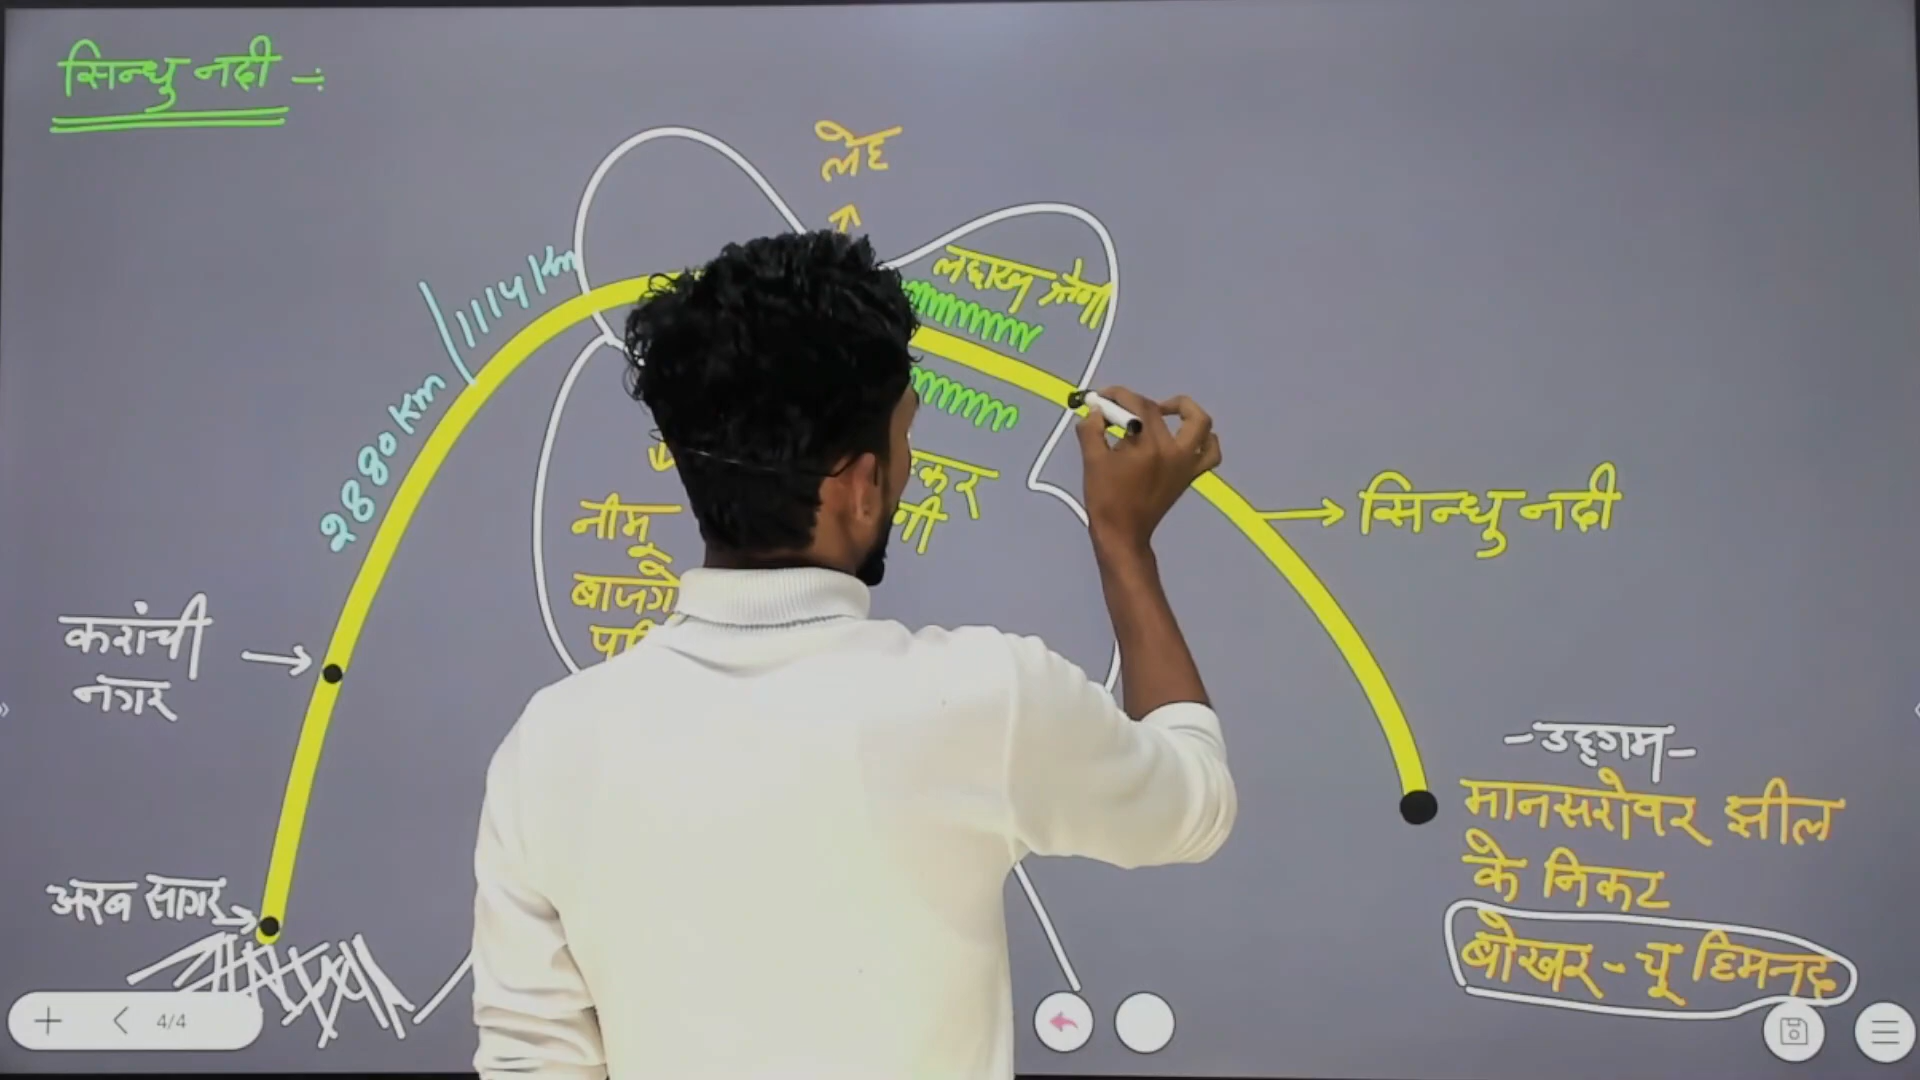 सिन्धु नदी -:
लेह
लद्दाख श्रेणी
1114 km
2880 km
नीमू
बाजगो
सिन्धु नदी
करांची
नगर
-उद्गम-
मानसरोवर झील
के निकट
बोखर-चू हिमनद
अरब सागर
4/4